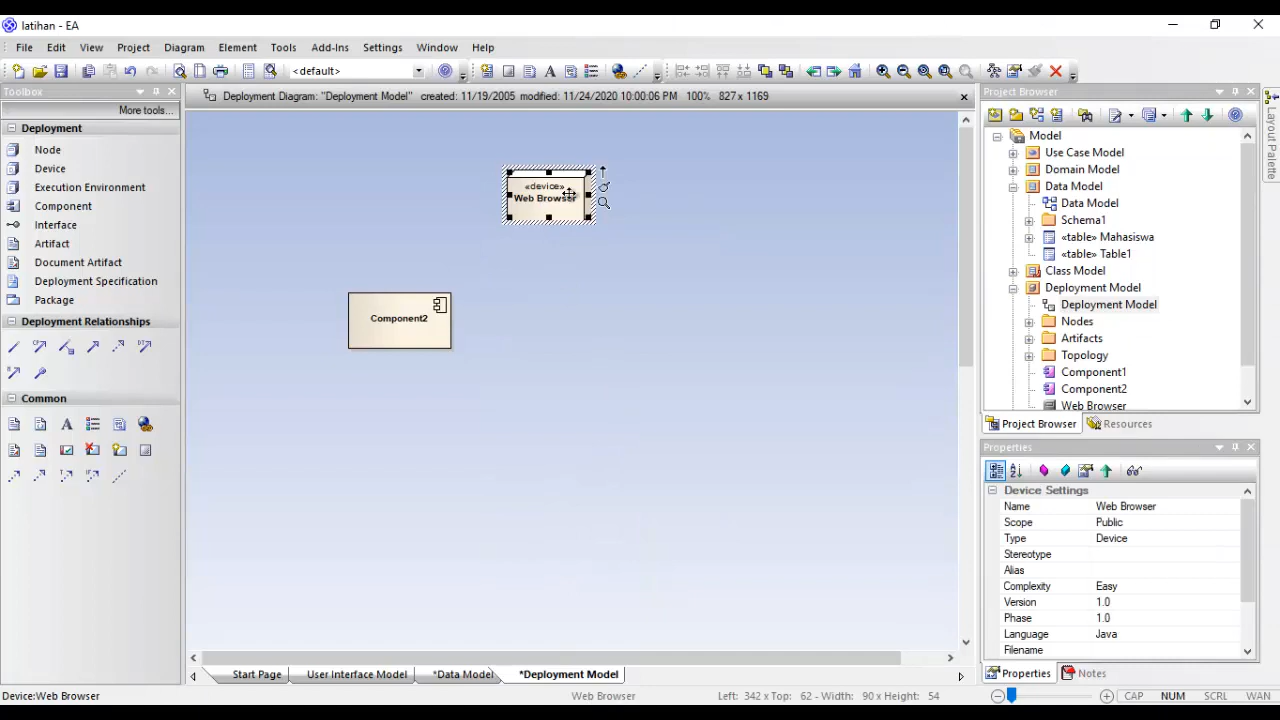 latihan - EA
File Edit View Project Diagram Element Tools Add-Ins Settings Window Help
<default>
Toolbox
More tools...
Deployment
Node
Device
Execution Environment
Component
Interface
Artifact
Document Artifact
Deployment Specification
Package
Deployment Relationships
Common
Deployment Diagram: "Deployment Model" created: 11/19/2005 modified: 11/24/2020 10:00:06 PM 100% 827 x 1169
«device»
Web Browser
Component2
Start Page
User Interface Model
*Data Model
*Deployment Model
Project Browser
Model
Use Case Model
Domain Model
Data Model
Data Model
Schema1
«table» Mahasiswa
«table» Table1
Class Model
Deployment Model
Deployment Model
Nodes
Artifacts
Topology
Component1
Component2
Web Browser
Project Browser
Resources
Layout Palette
Properties
Device Settings
Name Web Browser
Scope Public
Type Device
Stereotype
Alias
Complexity Easy
Version 1.0
Phase 1.0
Language Java
Filename
Properties
Notes
Device:Web Browser
Web Browser
Left: 342 x Top: 62 - Width: 90 x Height: 54
CAP NUM SCRL WAN